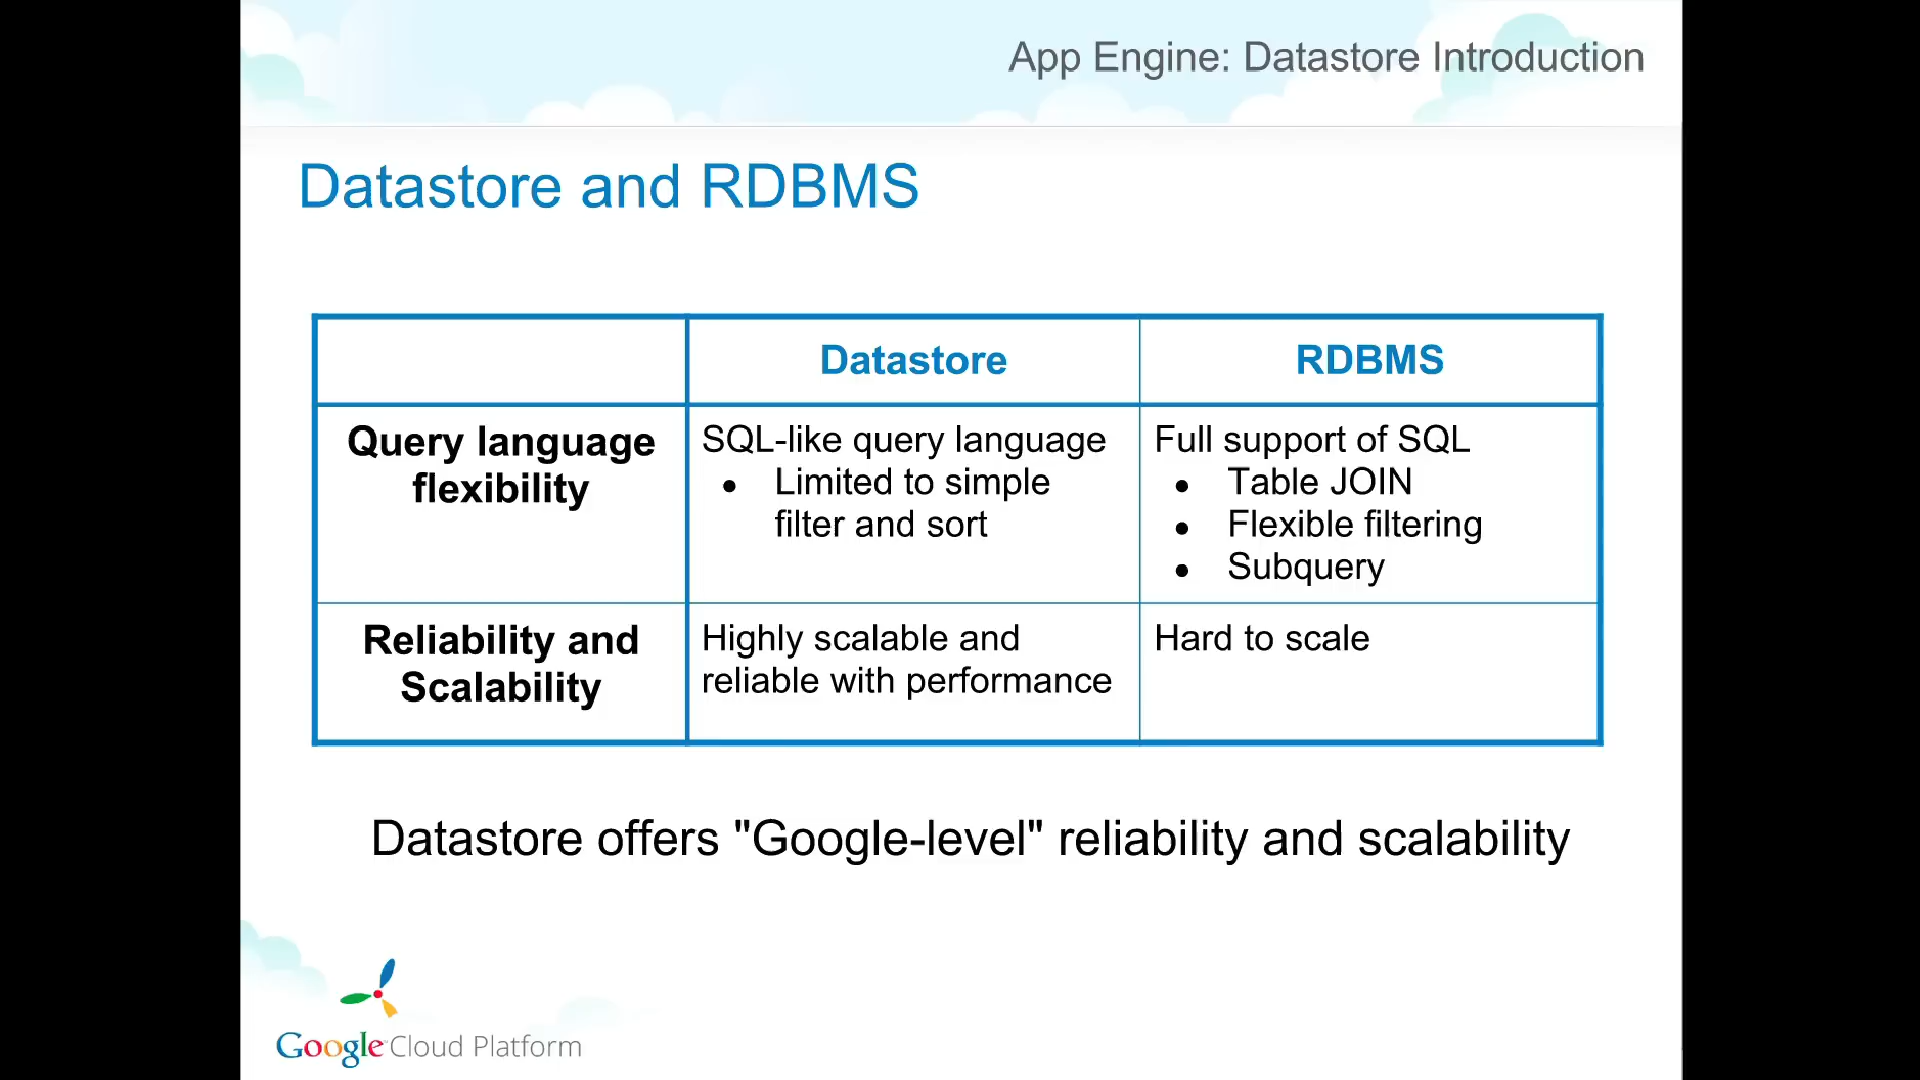 App Engine: Datastore Introduction
Datastore and RDBMS
Datastore
RDBMS
Query language
flexibility
SQL-like query language
● Limited to simple
filter and sort
Full support of SQL
● Table JOIN
● Flexible filtering
● Subquery
Reliability and
Scalability
Highly scalable and
reliable with performance
Hard to scale
Datastore offers "Google-level" reliability and scalability
Google Cloud Platform